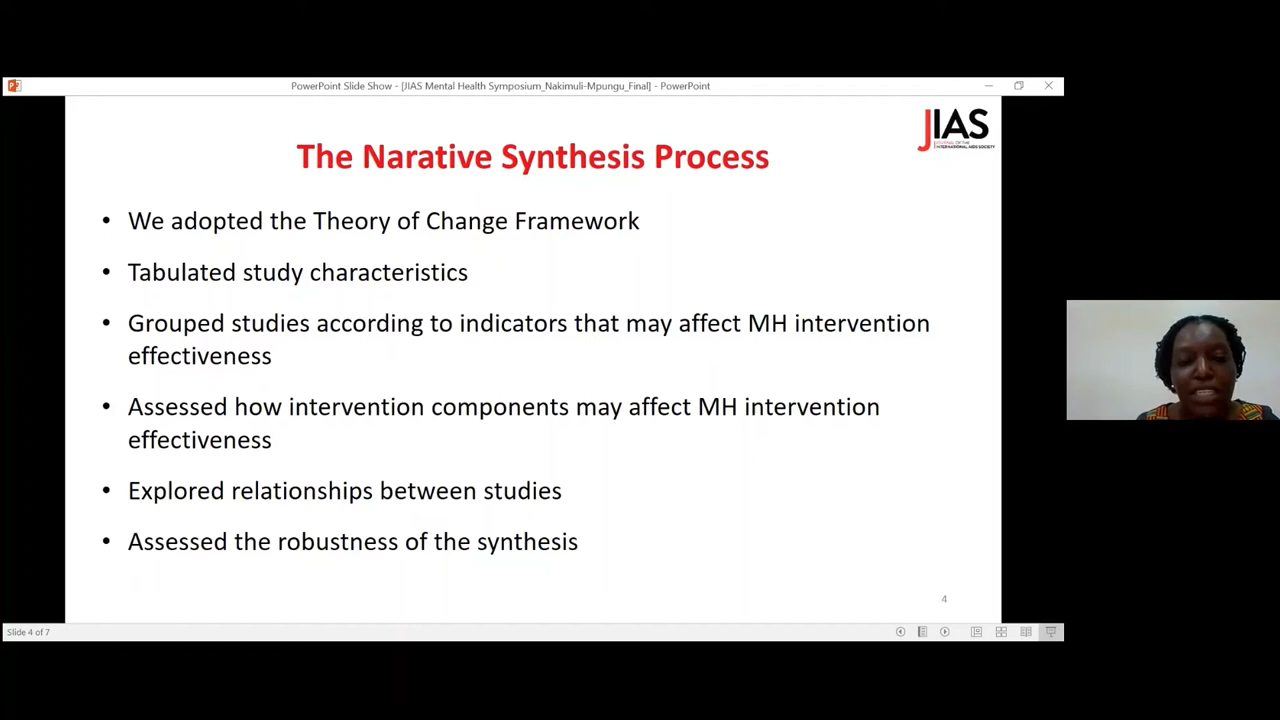 PowerPoint Slide Show - [JIAS Mental Health Symposium_Nakimuli-Mpungu_Final] - PowerPoint
JIAS
JOURNAL OF THE
INTERNATIONAL AIDS SOCIETY
The Narative Synthesis Process
• We adopted the Theory of Change Framework
• Tabulated study characteristics
• Grouped studies according to indicators that may affect MH intervention
effectiveness
• Assessed how intervention components may affect MH intervention
effectiveness
• Explored relationships between studies
• Assessed the robustness of the synthesis
4
Slide 4 of 7